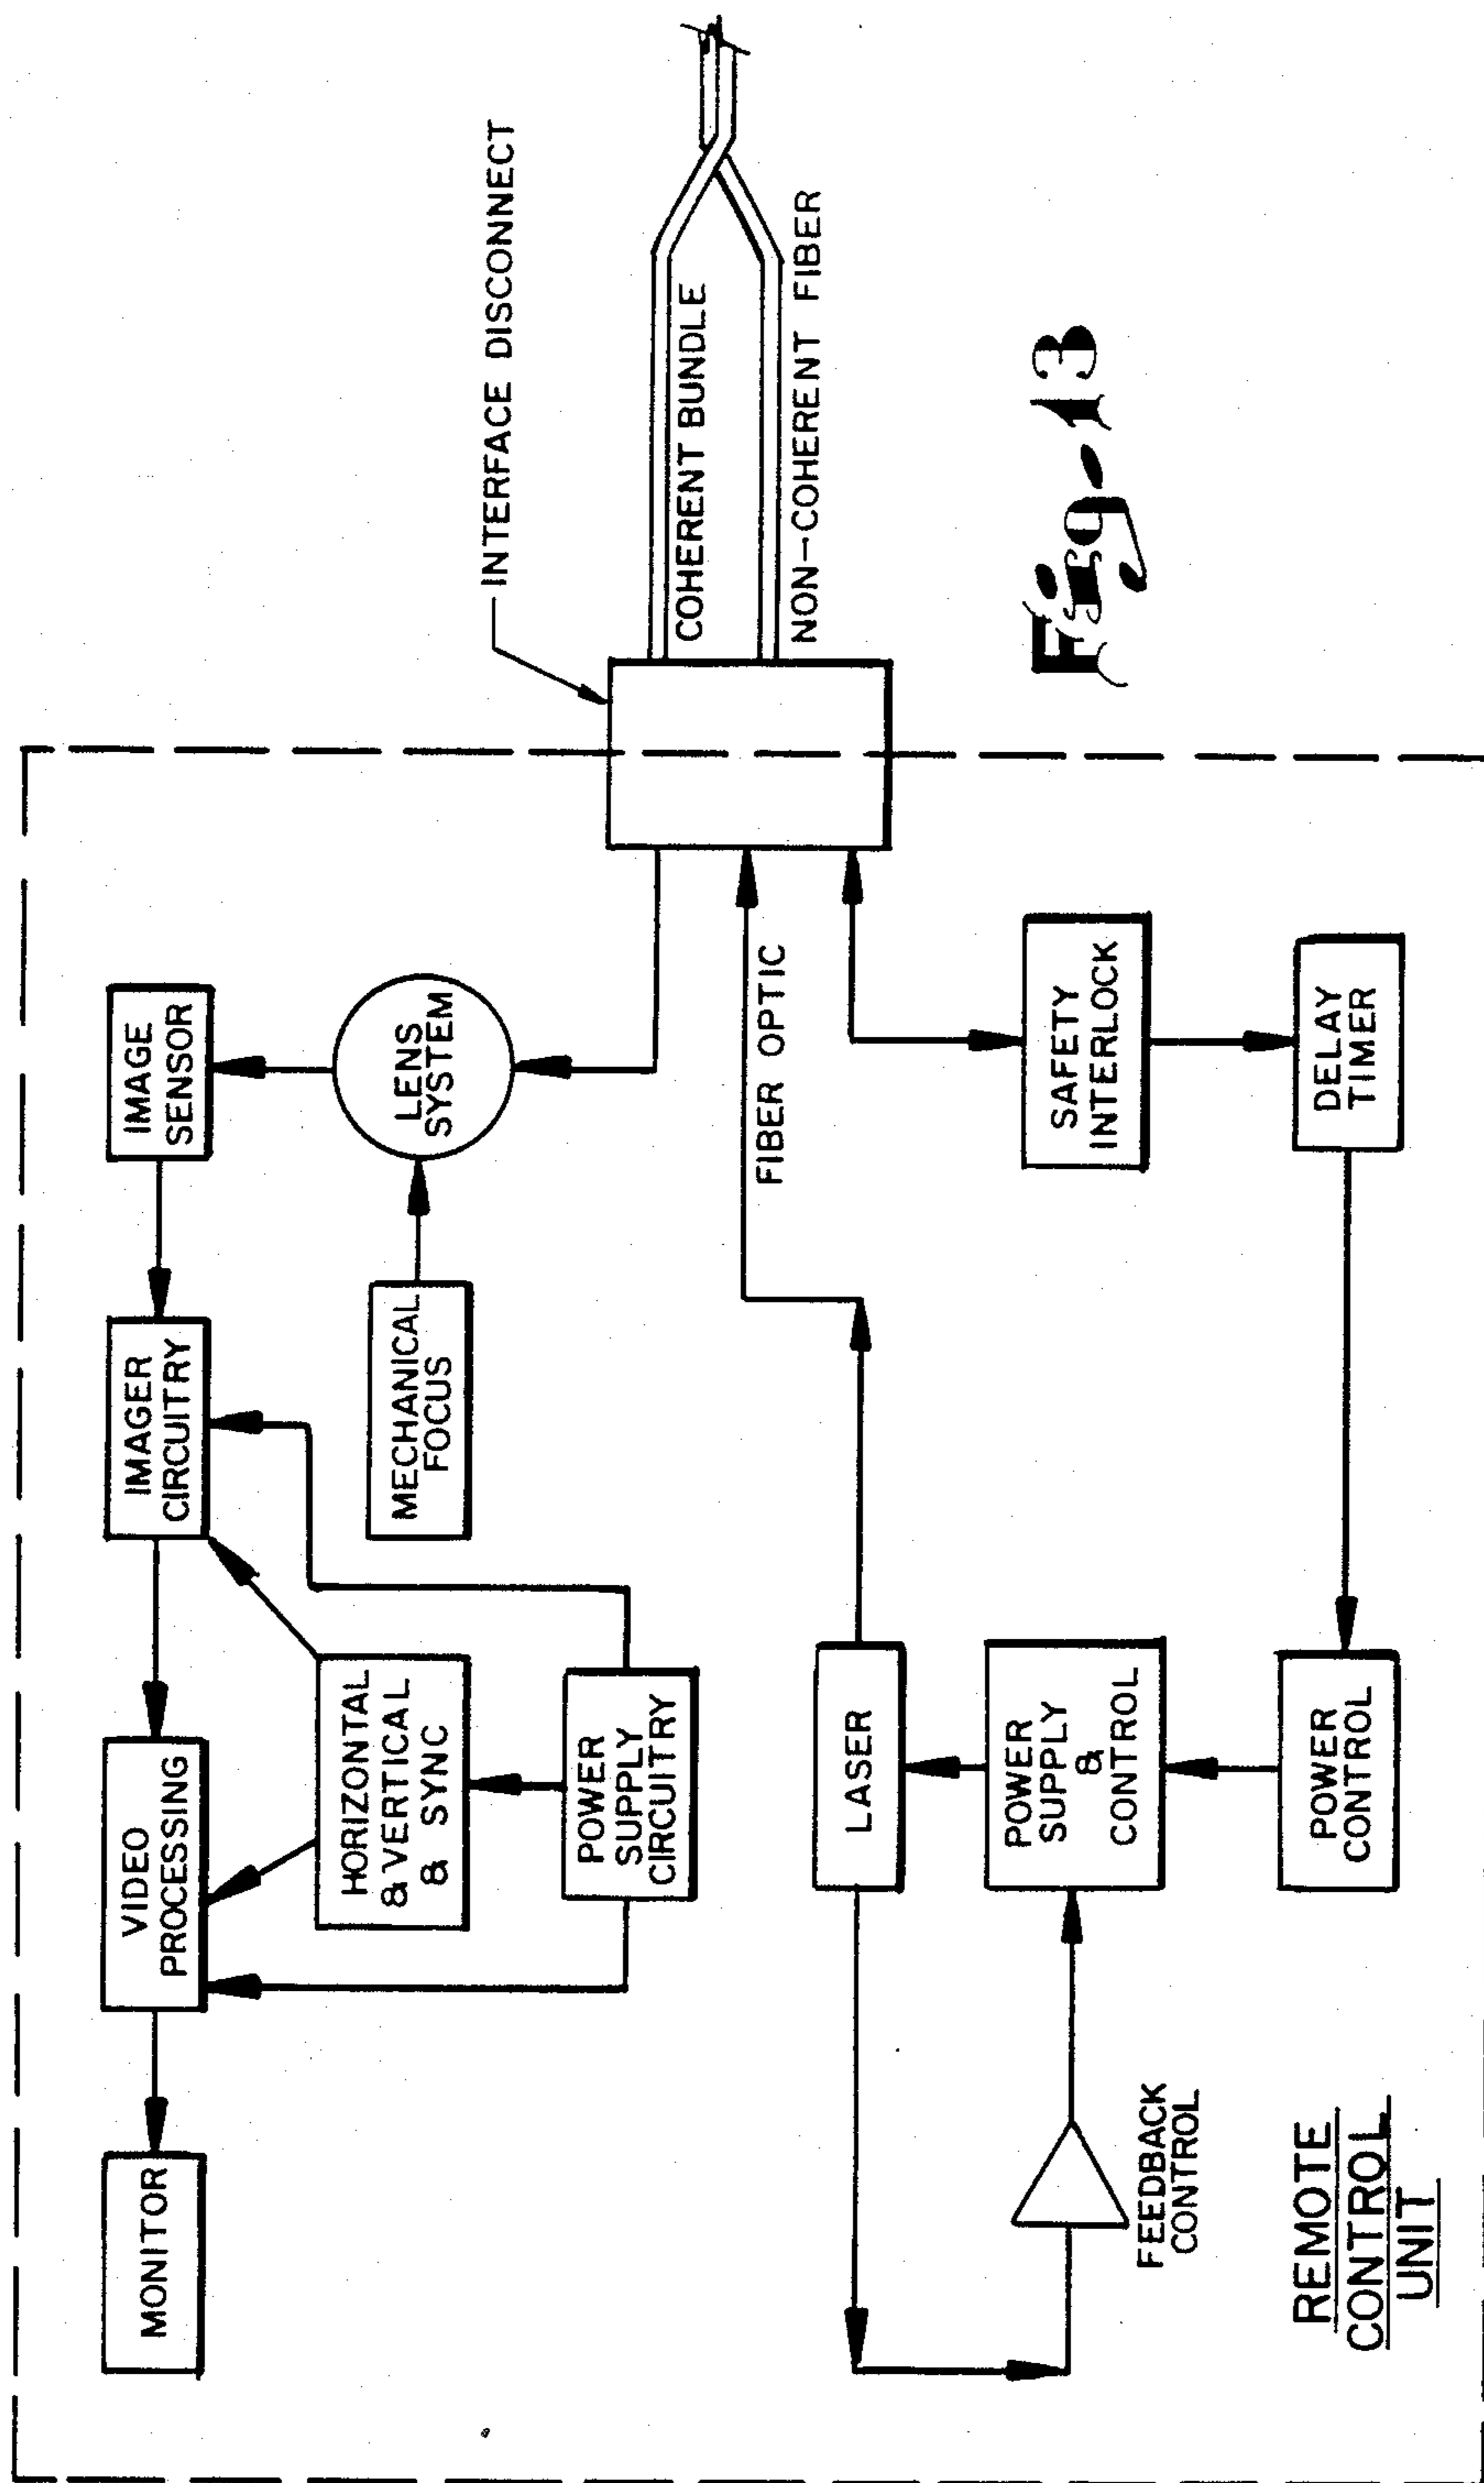 MONITOR
VIDEO
PROCESSING
IMAGER
CIRCUITRY
IMAGE
SENSOR
HORIZONTAL
& VERTICAL
& SYNC
MECHANICAL
FOCUS
LENS
SYSTEM
POWER
SUPPLY
CIRCUITRY
INTERFACE DISCONNECT
COHERENT BUNDLE
NON-COHERENT FIBER
FIBER OPTIC
LASER
POWER
SUPPLY
&
CONTROL
SAFETY
INTERLOCK
FEEDBACK
CONTROL
POWER
CONTROL
DELAY
TIMER
REMOTE
CONTROL
UNIT
Fig-13